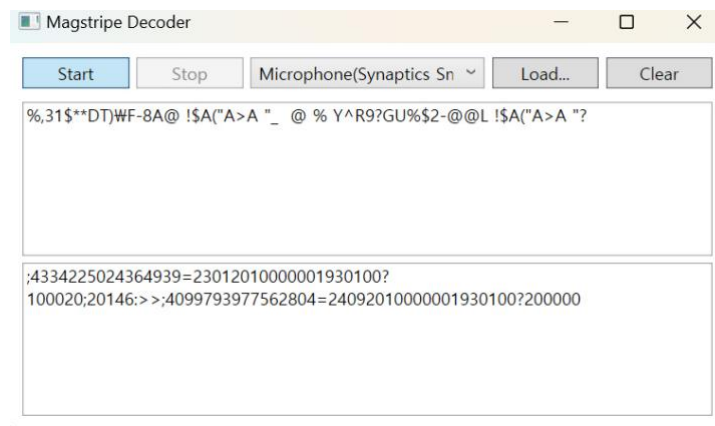 Magstripe Decoder
Start Stop Microphone(Synaptics Sn Load... Clear
%,31$**DT)₩F-8A@ !$A("A>A "_ @ % Y^R9?GU%$2-@@L !$A("A>A "?
;4334225024364939=23012010000001930100?
100020;20146:>>;4099793977562804=24092010000001930100?200000